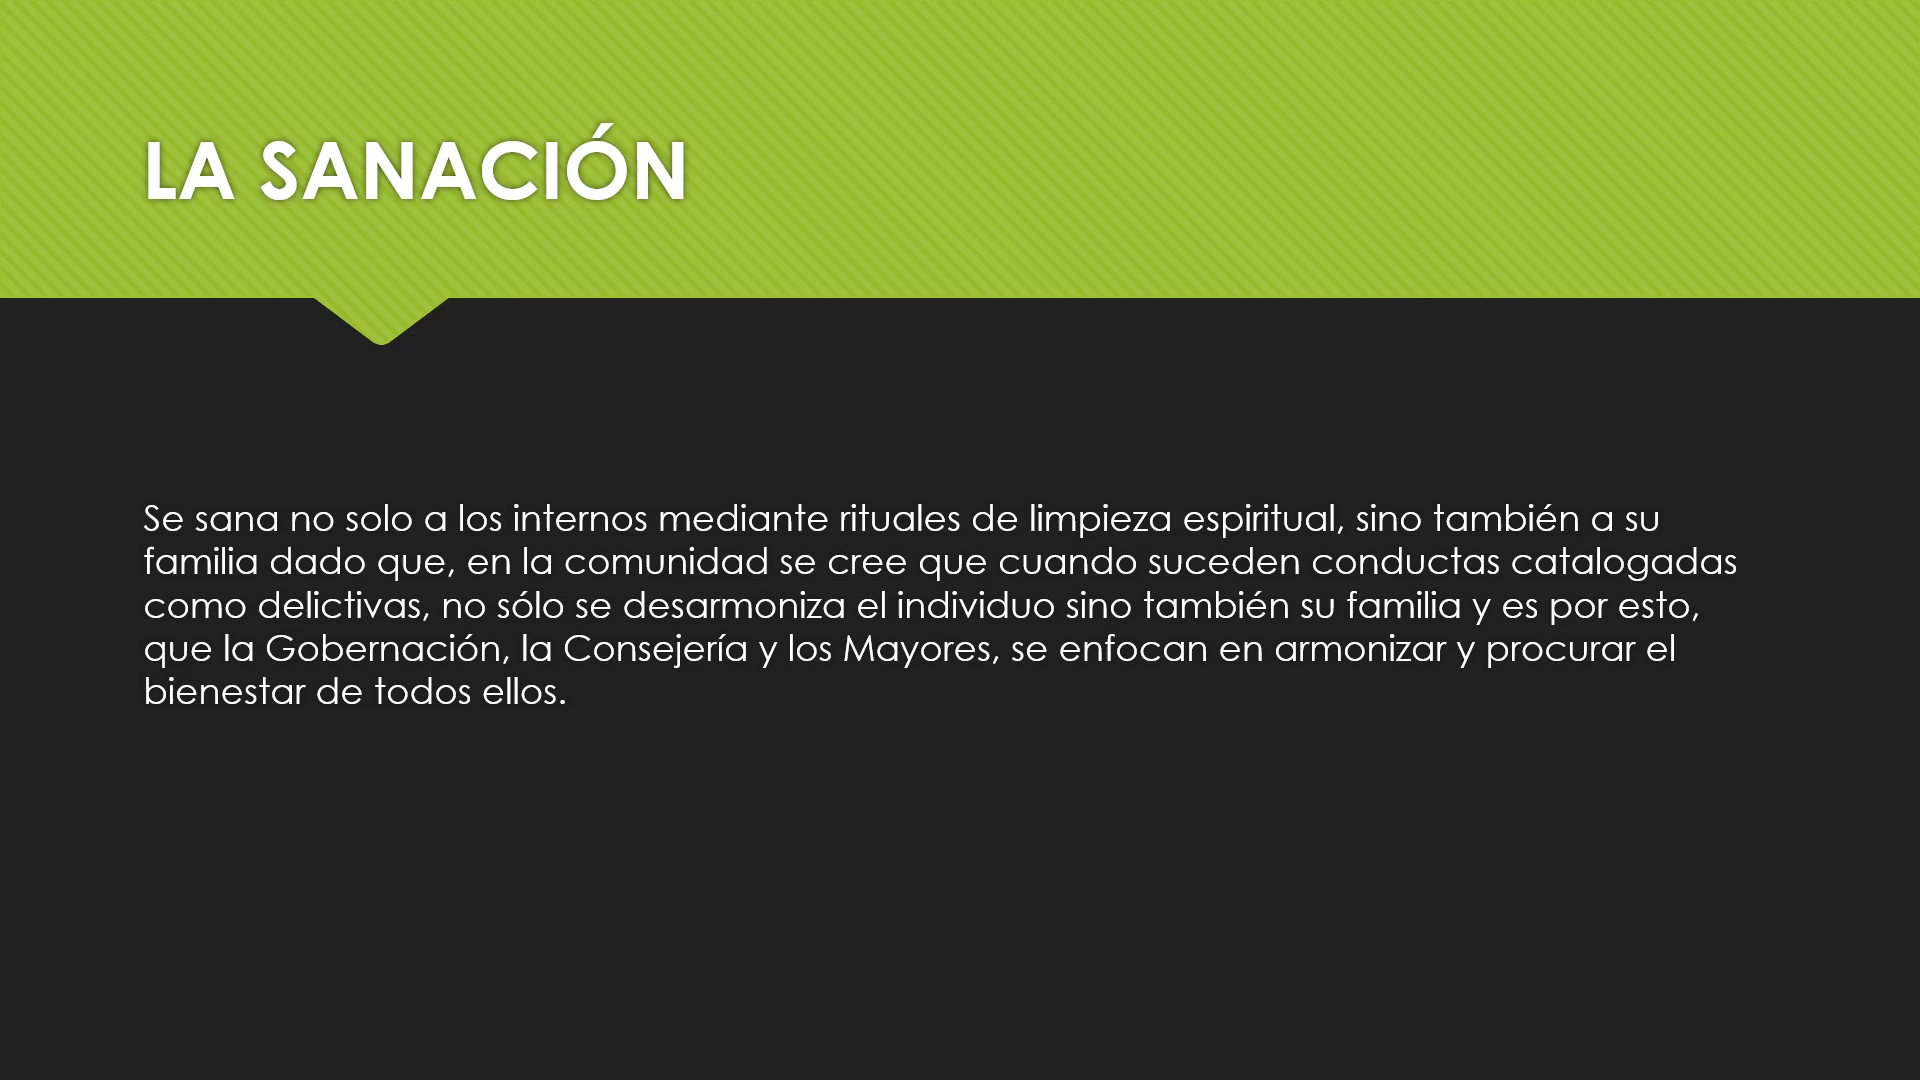 LA SANACIÓN
Se sana no solo a los internos mediante rituales de limpieza espiritual, sino también a su
familia dado que, en la comunidad se cree que cuando suceden conductas catalogadas
como delictivas, no sólo se desarmoniza el individuo sino también su familia y es por esto,
que la Gobernación, la Consejería y los Mayores, se enfocan en armonizar y procurar el
bienestar de todos ellos.